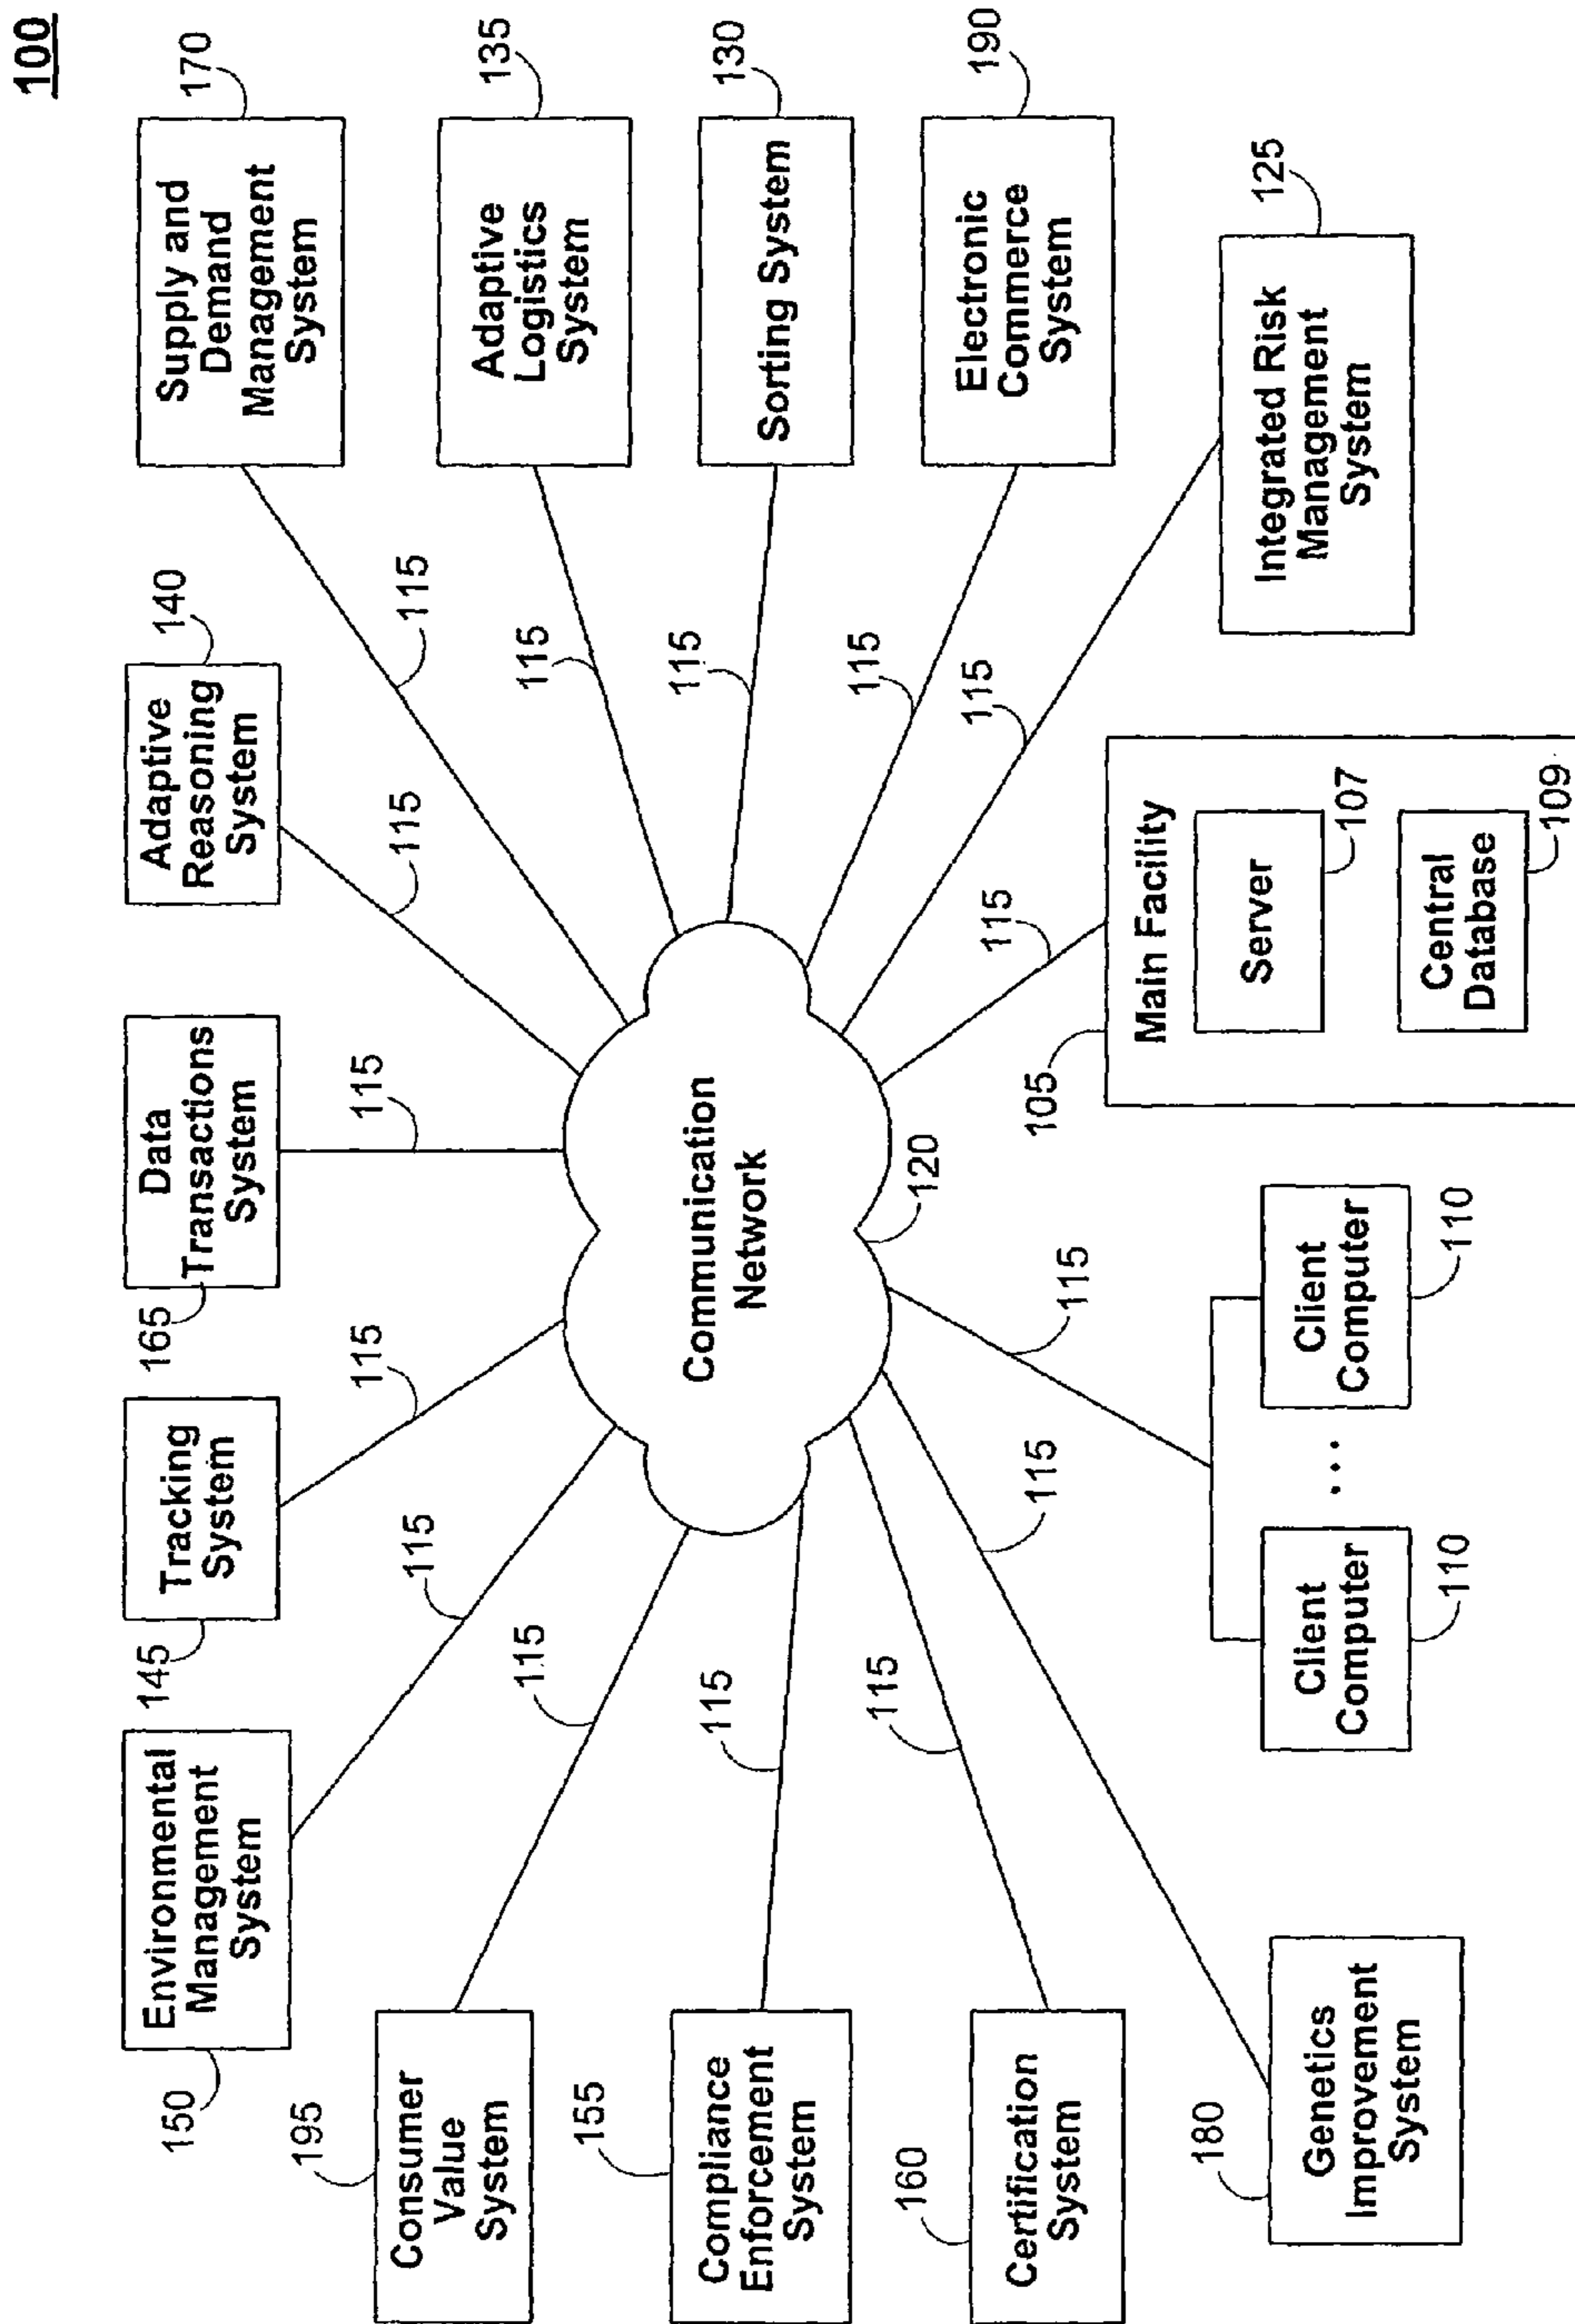 100
Environmental
Management
System
150
Tracking
System
145
Data
Transactions
System
165
Adaptive
Reasoning
System
140
Supply and
Demand
Management
System
170
115
115
115
115
115
Consumer
Value
System
195
115
Adaptive
Logistics
System
135
115
Compliance
Enforcement
System
155
115
Communication
Network
120
Sorting System
130
115
Certification
System
160
115
Electronic
Commerce
System
190
115
Genetics
Improvement
System
180
115
Client
Computer
110
...
Client
Computer
110
115
Main Facility
105
Server
107
Central
Database
109
115
Integrated Risk
Management
System
125
115